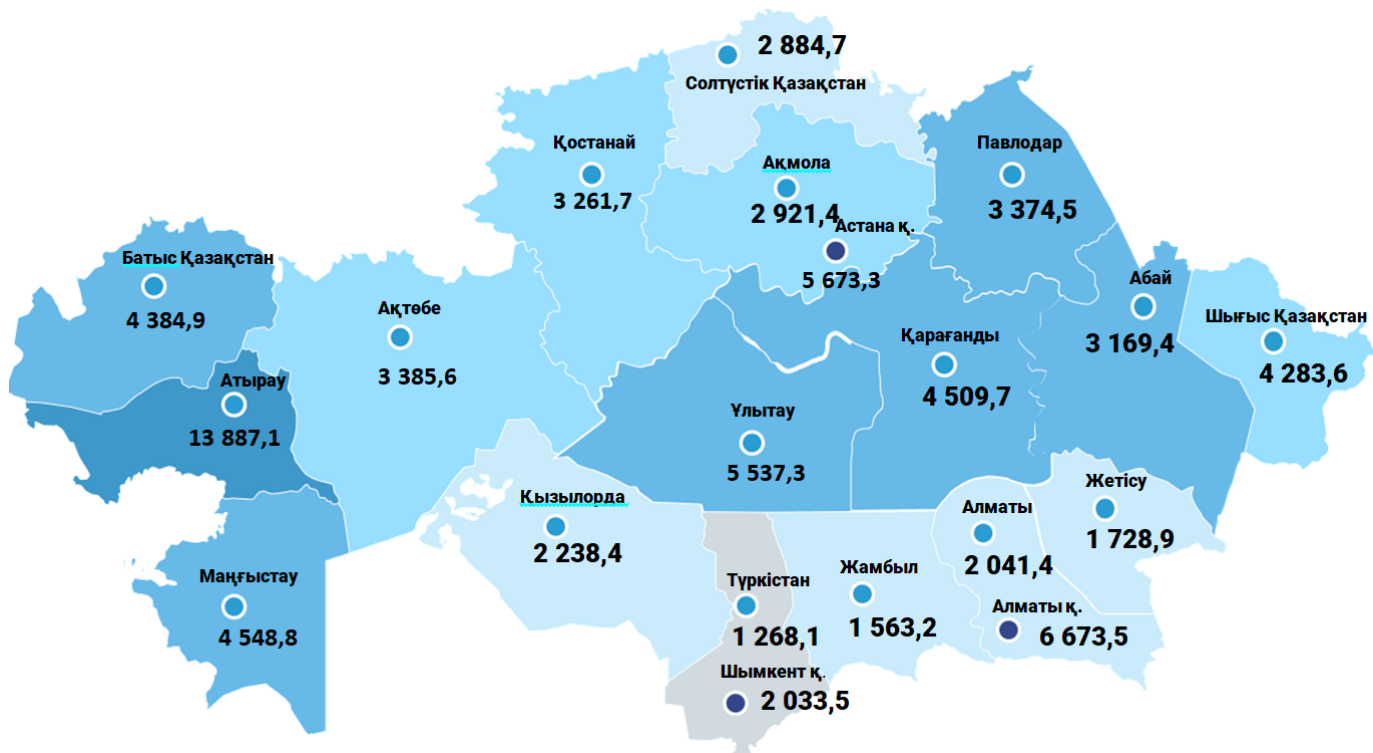 2 884,7
Солтүстік Қазақстан
Қостанай
3 261,7
Ақмола
2 921,4
Астана қ.
5 673,3
Павлодар
3 374,5
Батыс Қазақстан
4 384,9
Ақтөбе
3 385,6
Қарағанды
4 509,7
Абай
3 169,4
Шығыс Қазақстан
4 283,6
Атырау
13 887,1
Ұлытау
5 537,3
Қызылорда
2 238,4
Маңғыстау
4 548,8
Түркістан
1 268,1
Шымкент қ.
2 033,5
Жамбыл
1 563,2
Алматы
2 041,4
Алматы қ.
6 673,5
Жетісу
1 728,9